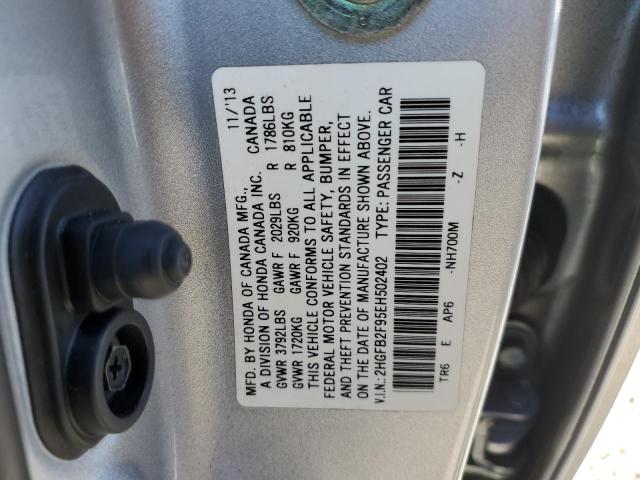 MFD. BY HONDA OF CANADA MFG., 11/'13
A DIVISION OF HONDA CANADA INC. CANADA
GVWR 3792LBS GAWR F 2029LBS R 1786LBS
GVWR 1720KG GAWR F 920KG R 810KG
THIS VEHICLE CONFORMS TO ALL APPLICABLE
FEDERAL MOTOR VEHICLE SAFETY, BUMPER,
AND THEFT PREVENTION STANDARDS IN EFFECT
ON THE DATE OF MANUFACTURE SHOWN ABOVE.
V.I.N.: 2HGFB2F95EH502402 TYPE: PASSENGER CAR
TR6 E AP6 -NH700M -Z -H